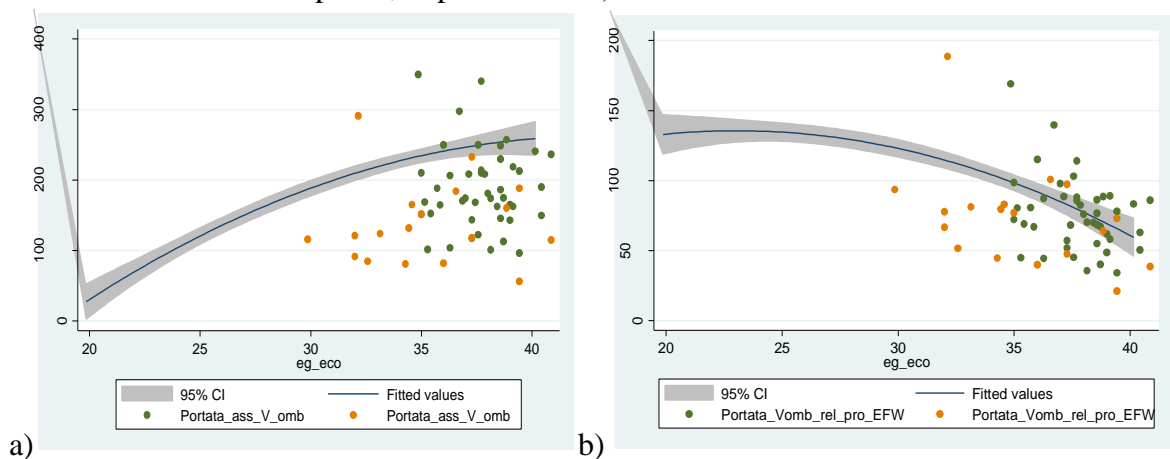 a)
400
300
200
100
0
20 25 30 35 40
eg_eco
95% CI Fitted values
Portata_ass_V_omb Portata_ass_V_omb
b)
200
150
100
50
0
20 25 30 35 40
eg_eco
95% CI Fitted values
Portata_Vomb_rel_pro_EFW Portata_Vomb_rel_pro_EFW